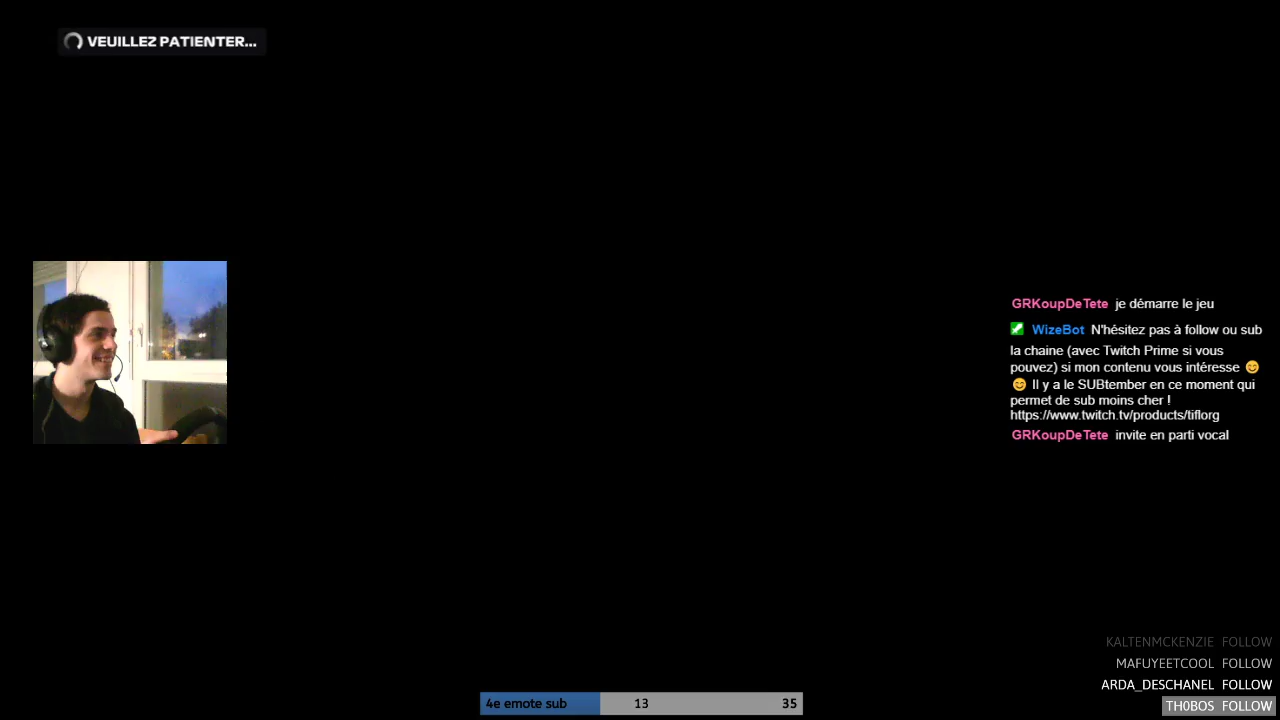 VEUILLEZ PATIENTER...
GRKoupDeTete je démarre le jeu
WizeBot N'hésitez pas à follow ou sub
la chaine (avec Twitch Prime si vous
pouvez) si mon contenu vous intéresse 😊
😊 Il y a le SUBtember en ce moment qui
permet de sub moins cher !
https://www.twitch.tv/products/tiflorg
GRKoupDeTete invite en parti vocal
KALTENMCKENZIE FOLLOW
MAFUYEETCOOL FOLLOW
ARDA_DESCHANEL FOLLOW
TH0BOS FOLLOW
4e emote sub 13 35